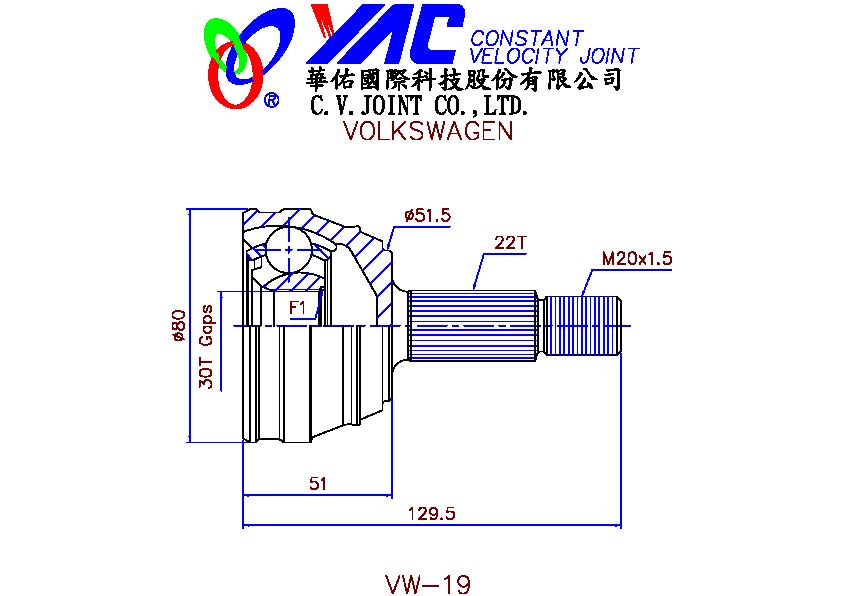 YAC CONSTANT
VELOCITY JOINT
®
華佑國際科技股份有限公司
C.V.JOINT CO.,LTD.
VOLKSWAGEN
ø51.5
22T
M20x1.5
F1
ø80
30T Gaps
51
129.5
VW-19